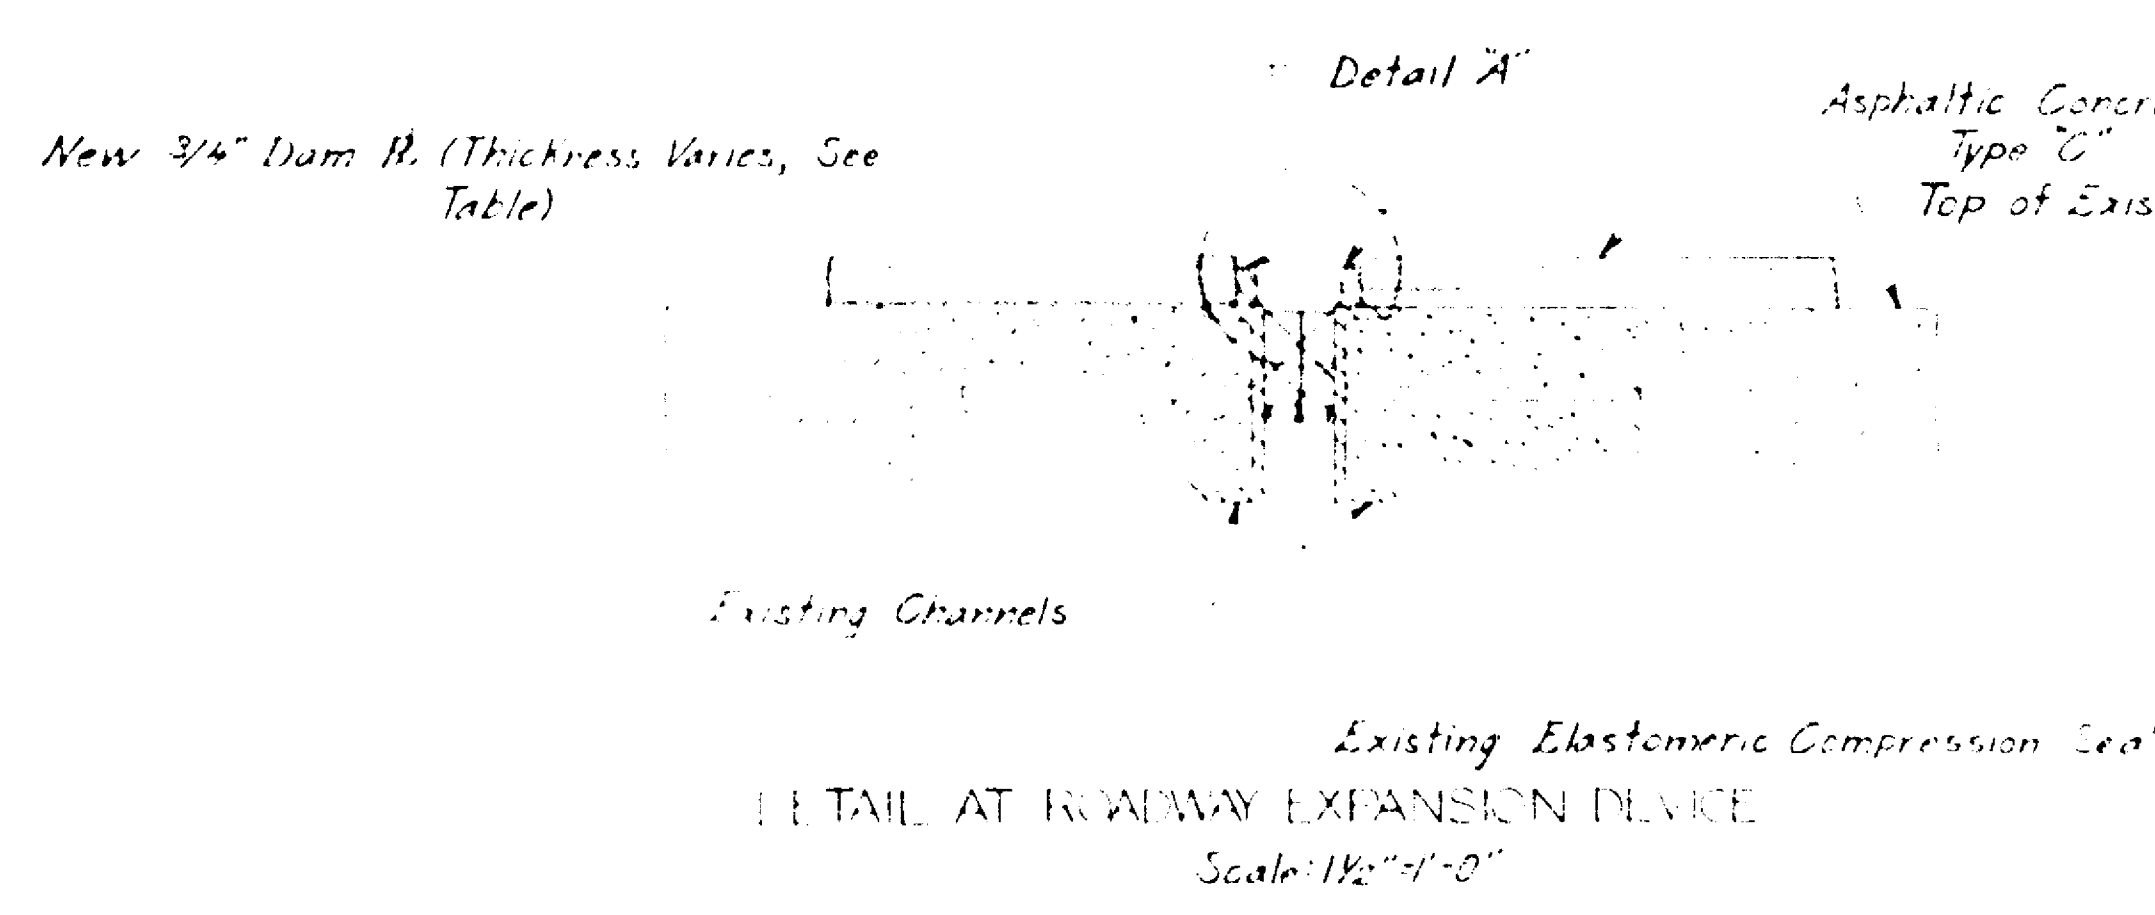 Detail "A"
Asphaltic Concr
Type "C"
Top of Exis
New 3/4" Dam ℄ (Thickness Varies, See
Table)
Existing Channels
Existing Elastomeric Compression Seal
DETAIL AT ROADWAY EXPANSION DEVICE
Scale: 1½"=1'-0"